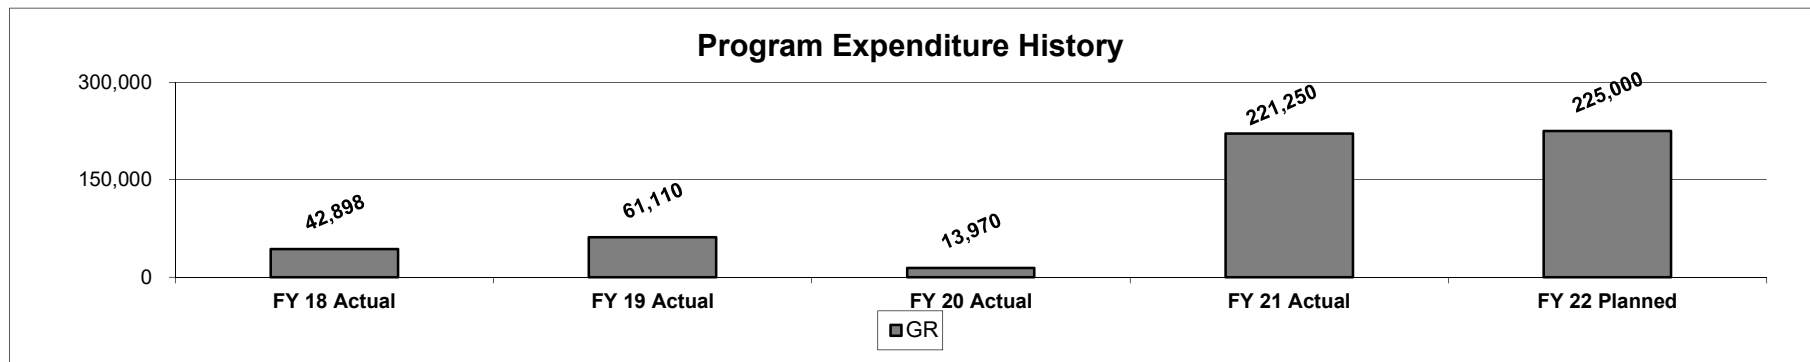 Program Expenditure History
300,000
150,000
0
42,898
61,110
13,970
221,250
225,000
FY 18 Actual
FY 19 Actual
FY 20 Actual
FY 21 Actual
FY 22 Planned
GR